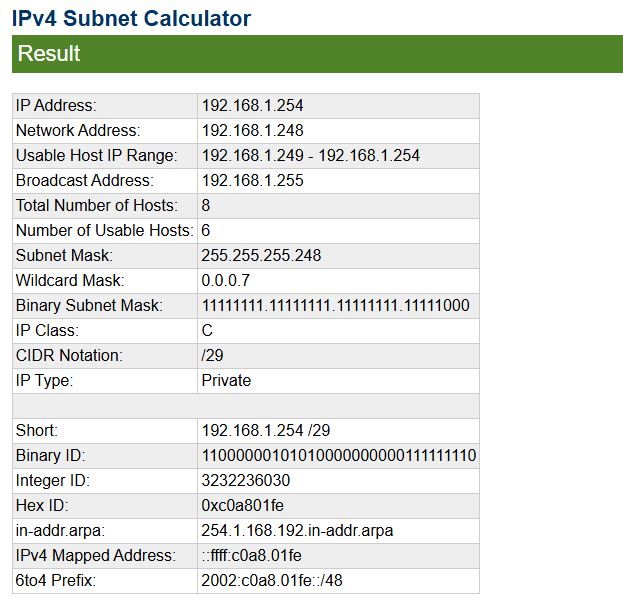 IPv4 Subnet Calculator
Result
IP Address: 192.168.1.254
Network Address: 192.168.1.248
Usable Host IP Range: 192.168.1.249 - 192.168.1.254
Broadcast Address: 192.168.1.255
Total Number of Hosts: 8
Number of Usable Hosts: 6
Subnet Mask: 255.255.255.248
Wildcard Mask: 0.0.0.7
Binary Subnet Mask: 11111111.11111111.11111111.11111000
IP Class: C
CIDR Notation: /29
IP Type: Private
Short: 192.168.1.254 /29
Binary ID: 11000000101010000000000111111110
Integer ID: 3232236030
Hex ID: 0xc0a801fe
in-addr.arpa: 254.1.168.192.in-addr.arpa
IPv4 Mapped Address: ::ffff:c0a8.01fe
6to4 Prefix: 2002:c0a8.01fe::/48